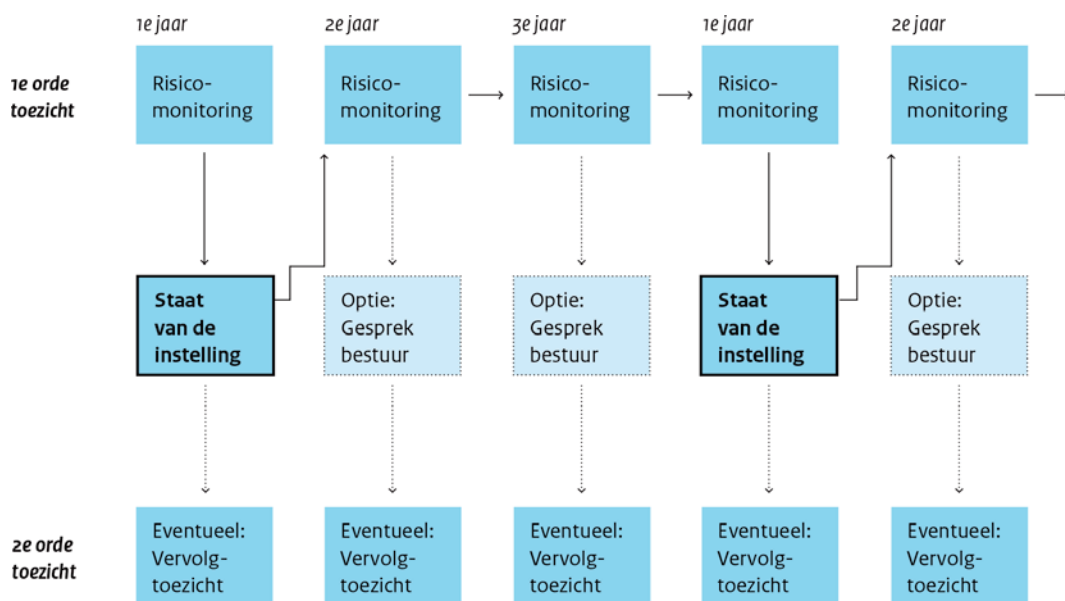 1e jaar
2e jaar
3e jaar
1e jaar
2e jaar
1e orde
toezicht
Risico-
monitoring
Risico-
monitoring
Risico-
monitoring
Risico-
monitoring
Risico-
monitoring
Staat
van de
instelling
Optie:
Gesprek
bestuur
Optie:
Gesprek
bestuur
Staat
van de
instelling
Optie:
Gesprek
bestuur
2e orde
toezicht
Eventueel:
Vervolg-
toezicht
Eventueel:
Vervolg-
toezicht
Eventueel:
Vervolg-
toezicht
Eventueel:
Vervolg-
toezicht
Eventueel:
Vervolg-
toezicht